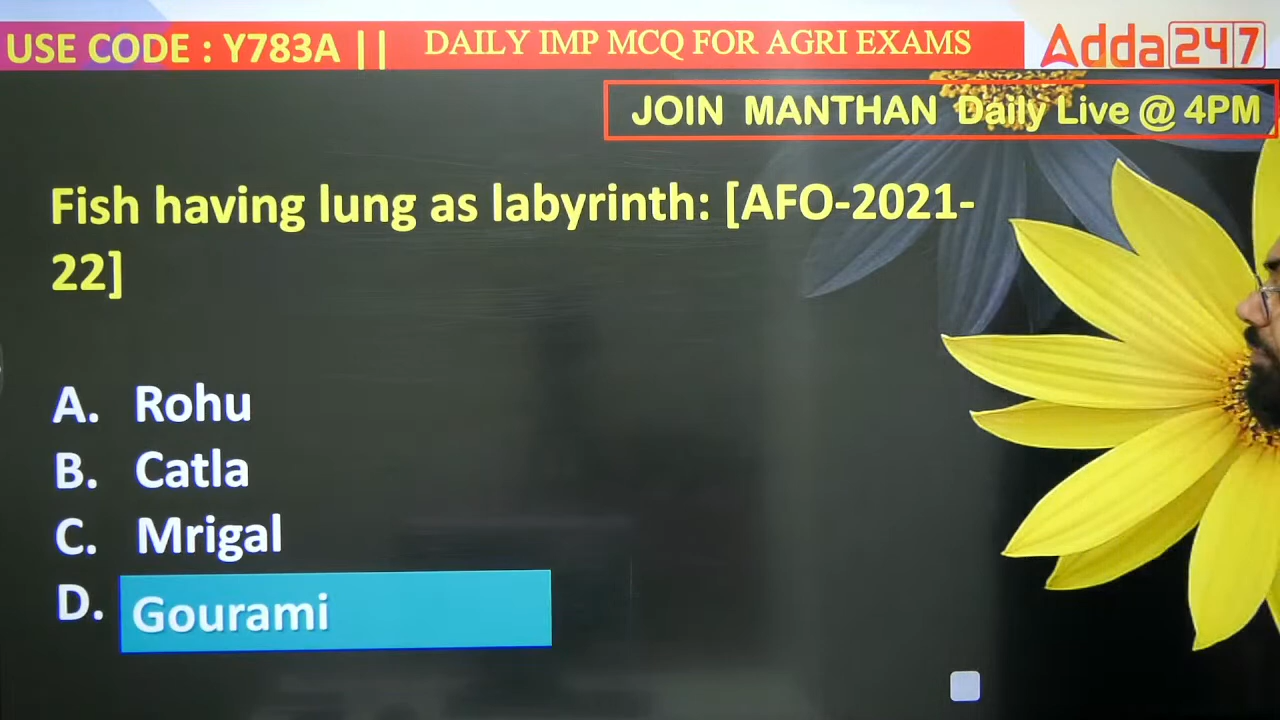 USE CODE : Y783A ||
DAILY IMP MCQ FOR AGRI EXAMS
Adda247
JOIN MANTHAN Daily Live @ 4PM
Fish having lung as labyrinth: [AFO-2021-
22]
A. Rohu
B. Catla
C. Mrigal
D. Gourami